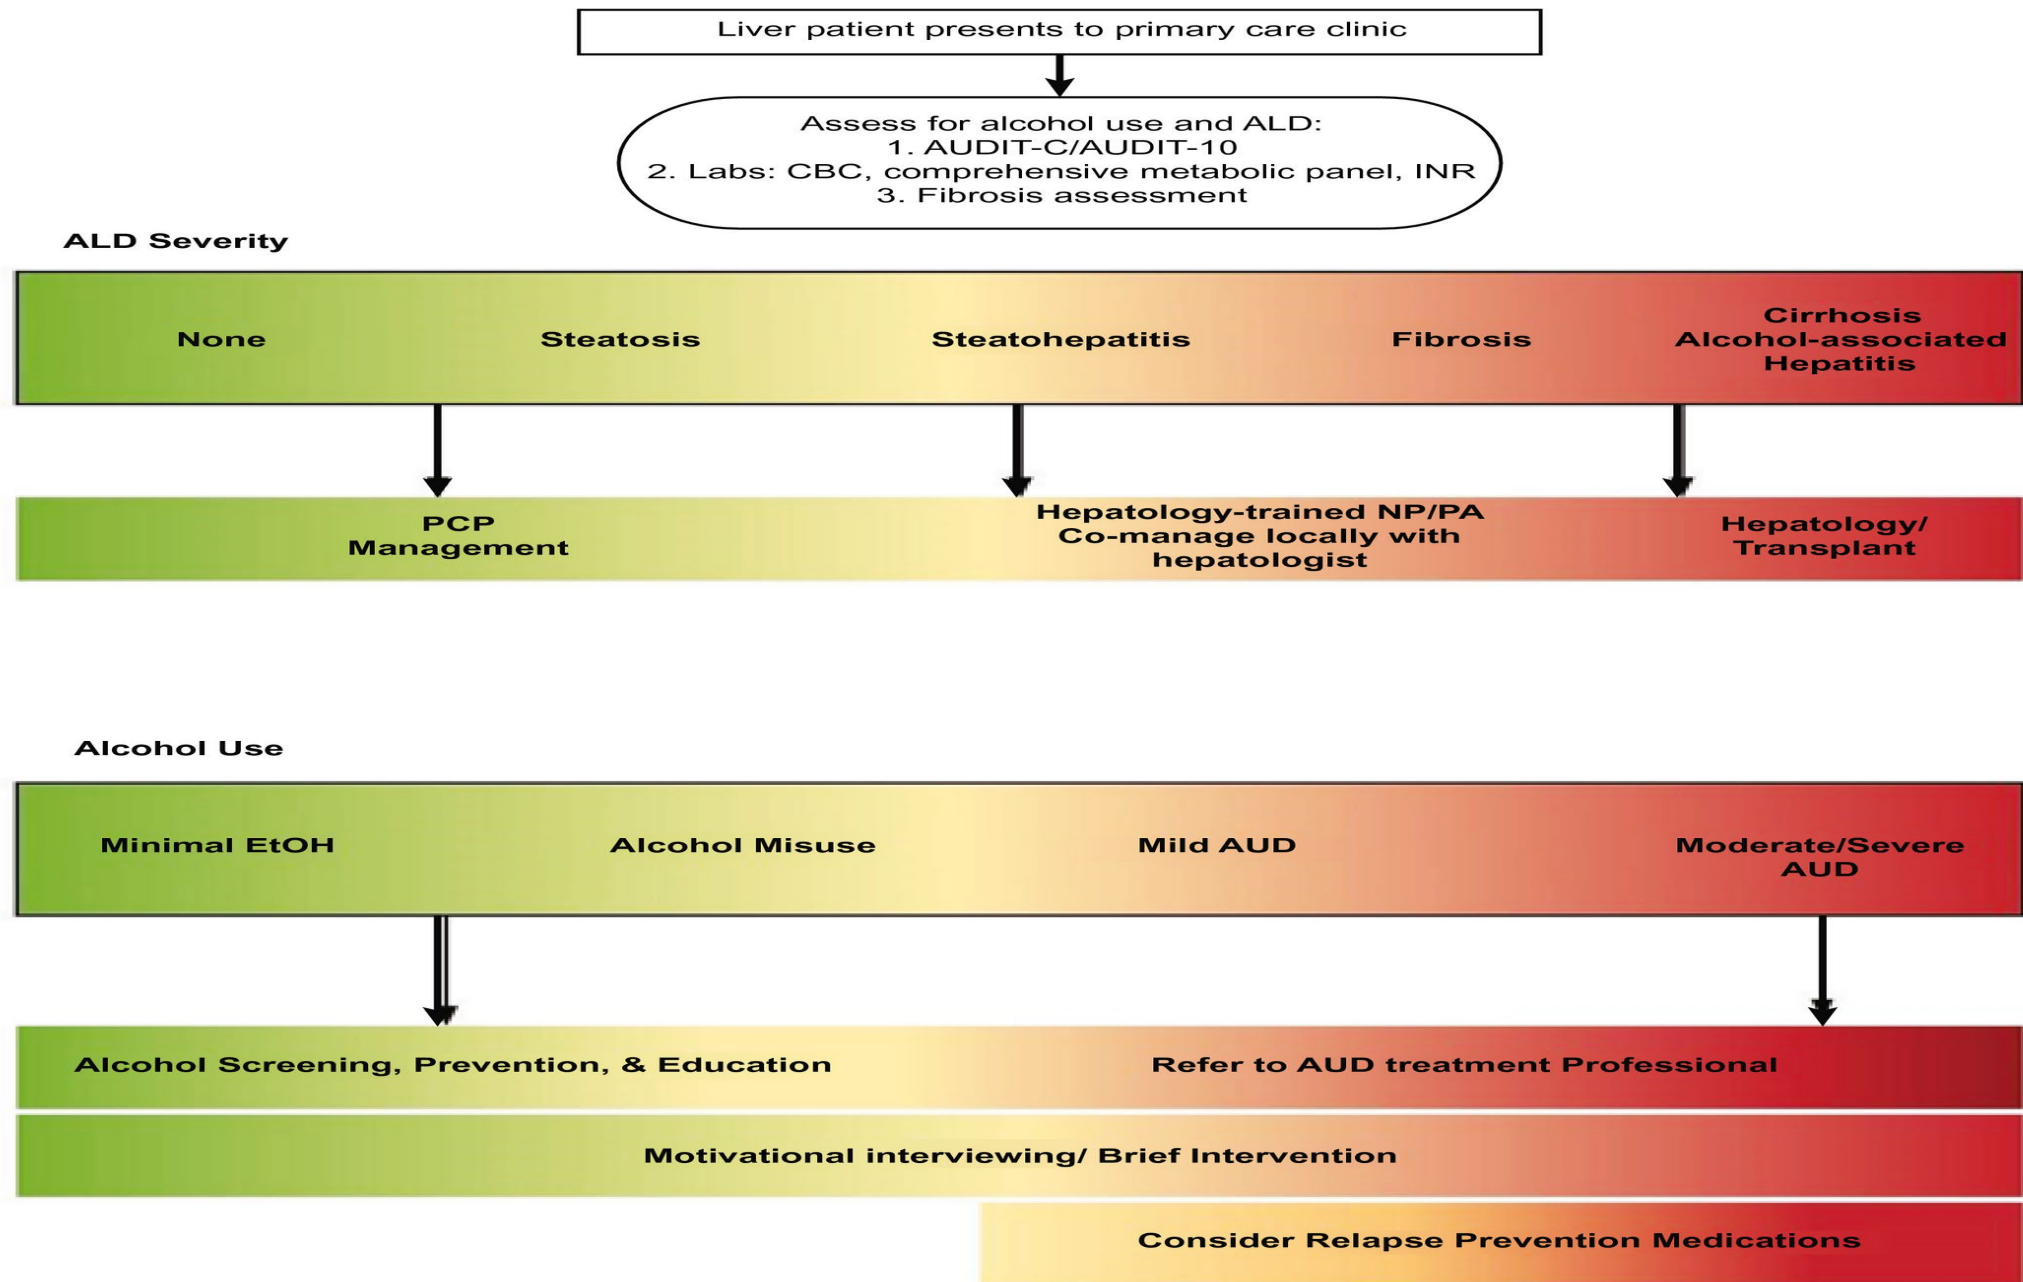 Liver patient presents to primary care clinic
Assess for alcohol use and ALD:
1. AUDIT-C/AUDIT-10
2. Labs: CBC, comprehensive metabolic panel, INR
3. Fibrosis assessment
ALD Severity
None
Steatosis
Steatohepatitis
Fibrosis
Cirrhosis
Alcohol-associated
Hepatitis
PCP
Management
Hepatology-trained NP/PA
Co-manage locally with
hepatologist
Hepatology/
Transplant
Alcohol Use
Minimal EtOH
Alcohol Misuse
Mild AUD
Moderate/Severe
AUD
Alcohol Screening, Prevention, & Education
Refer to AUD treatment Professional
Motivational interviewing/ Brief Intervention
Consider Relapse Prevention Medications